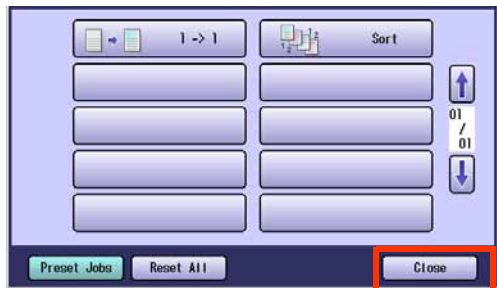 1 -> 1
Sort
01
/
01
Preset Jobs
Reset All
Close